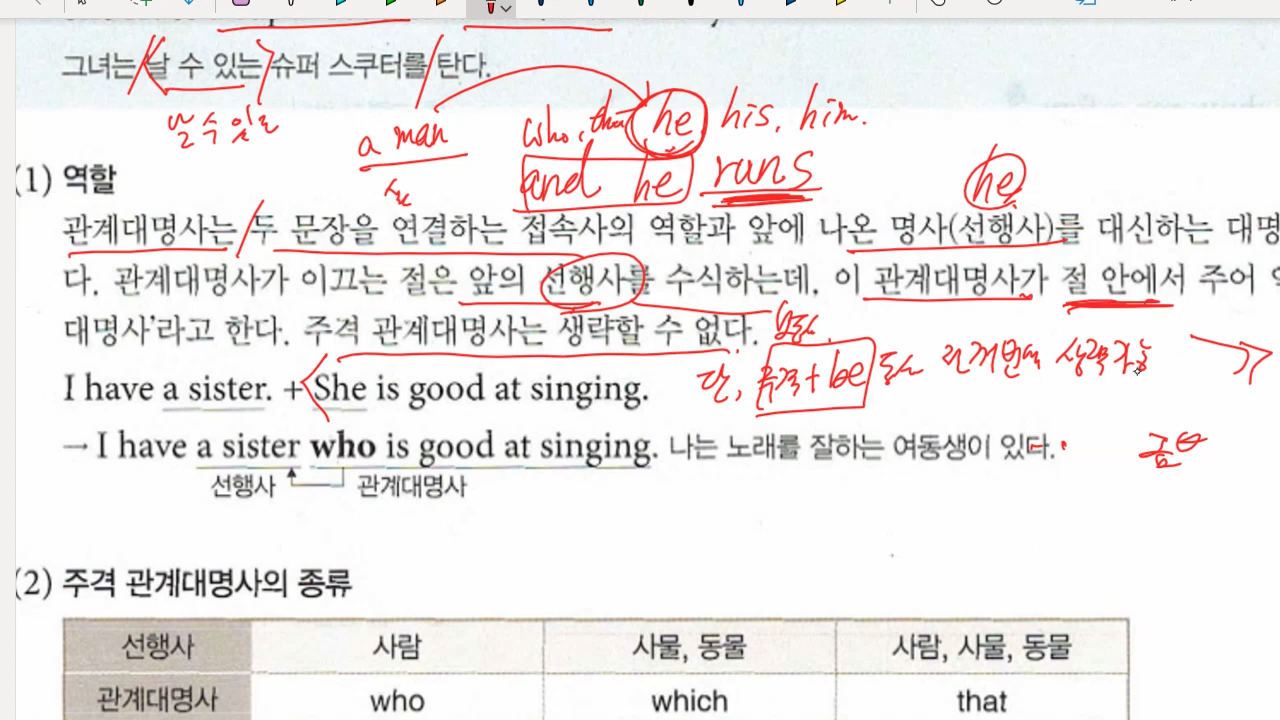 그녀는 날 수 있는 슈퍼 스쿠터를 탄다.
날 수 있는
a man
who, that he his, him.
and he runs
he
(1) 역할
관계대명사는 두 문장을 연결하는 접속사의 역할과 앞에 나온 명사(선행사)를 대신하는 대명
다. 관계대명사가 이끄는 절은 앞의 선행사를 수식하는데, 이 관계대명사가 절 안에서 주어 역
대명사'라고 한다. 주격 관계대명사는 생략할 수 없다.
단, 주격 + be 동사
I have a sister. + She is good at singing.
→ I have a sister who is good at singing. 나는 노래를 잘하는 여동생이 있다.
선행사 관계대명사
(2) 주격 관계대명사의 종류
선행사 사람 사물, 동물 사람, 사물, 동물
관계대명사 who which that